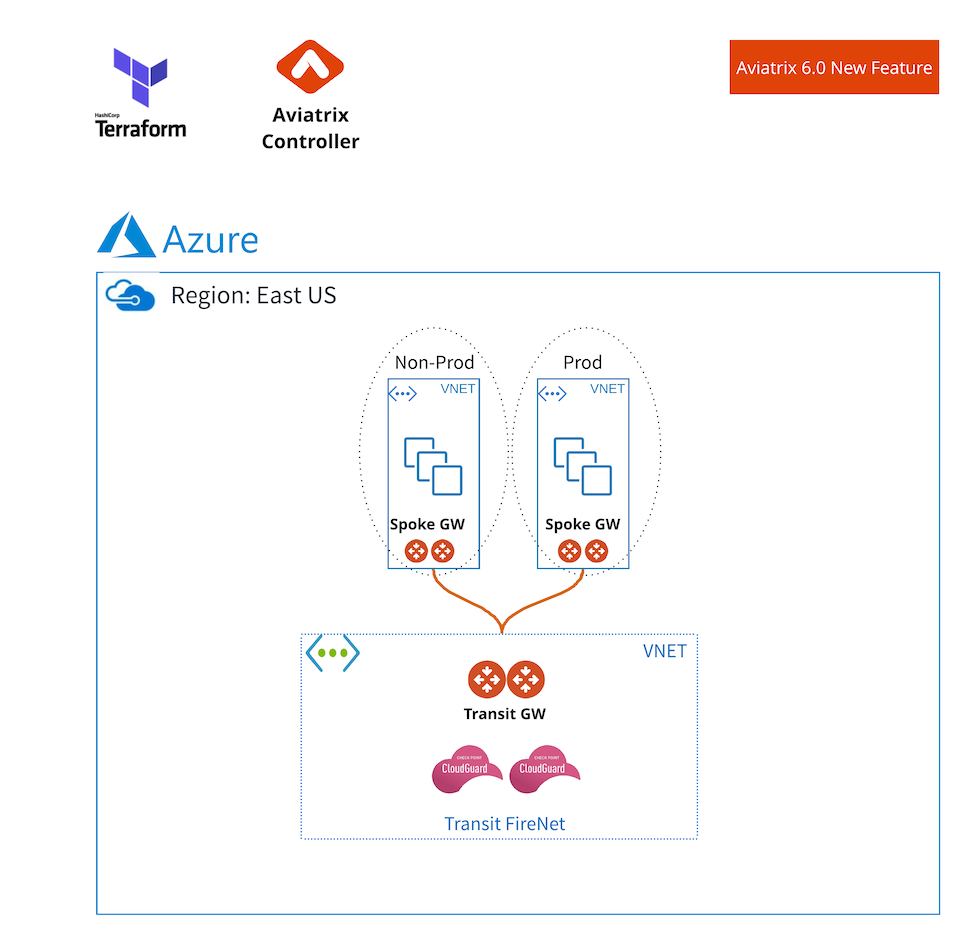 HashiCorp
Terraform
Aviatrix
Controller
Aviatrix 6.0 New Feature
Azure
Region: East US
Non-Prod
Prod
VNET
VNET
Spoke GW
Spoke GW
VNET
Transit GW
CHECK POINT
CloudGuard
CHECK POINT
CloudGuard
Transit FireNet